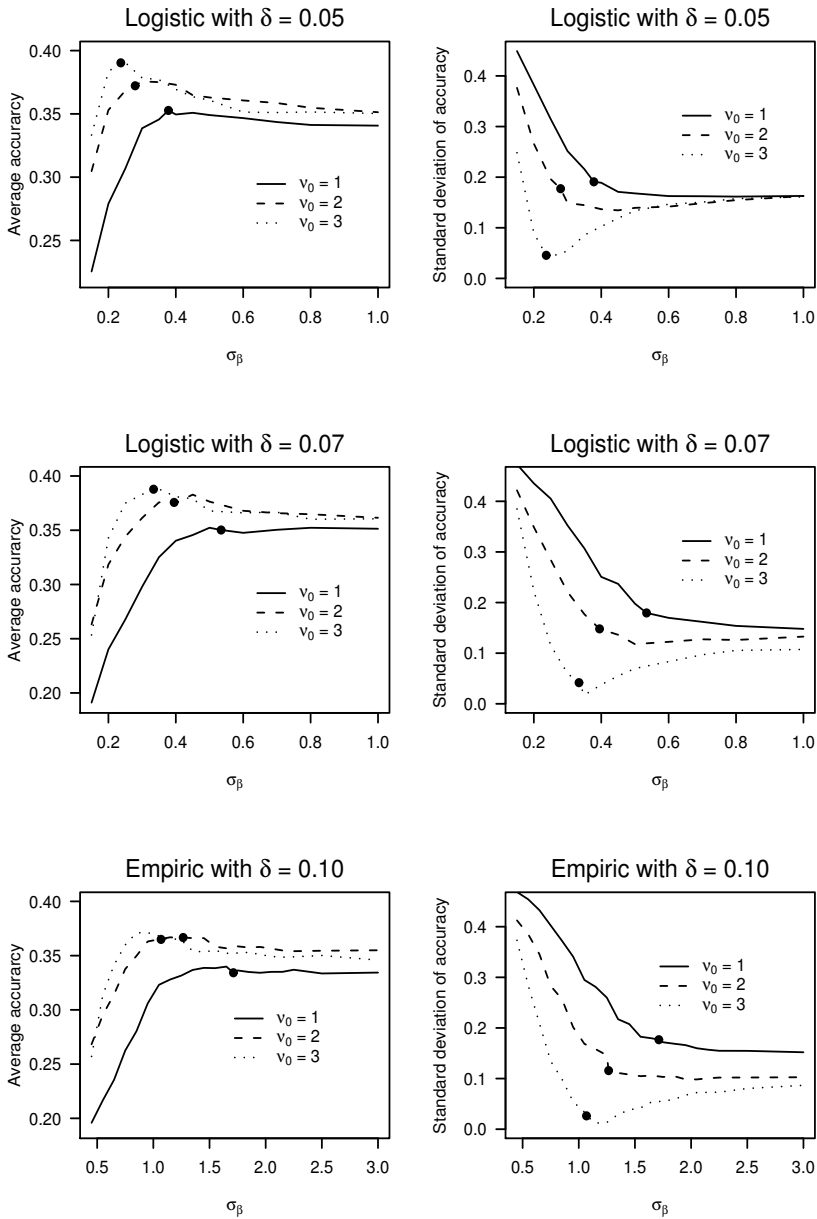 Logistic with δ = 0.05
Average accurarcy
0.40
0.35
0.30
0.25
ν0 = 1
ν0 = 2
ν0 = 3
0.2 0.4 0.6 0.8 1.0
σβ
Logistic with δ = 0.05
Standard deviation of accuracy
0.4
0.3
0.2
0.1
0.0
ν0 = 1
ν0 = 2
ν0 = 3
0.2 0.4 0.6 0.8 1.0
σβ
Logistic with δ = 0.07
Average accurarcy
0.40
0.35
0.30
0.25
0.20
ν0 = 1
ν0 = 2
ν0 = 3
0.2 0.4 0.6 0.8 1.0
σβ
Logistic with δ = 0.07
Standard deviation of accuracy
0.4
0.3
0.2
0.1
0.0
ν0 = 1
ν0 = 2
ν0 = 3
0.2 0.4 0.6 0.8 1.0
σβ
Empiric with δ = 0.10
Average accurarcy
0.40
0.35
0.30
0.25
0.20
ν0 = 1
ν0 = 2
ν0 = 3
0.5 1.0 1.5 2.0 2.5 3.0
σβ
Empiric with δ = 0.10
Standard deviation of accuracy
0.4
0.3
0.2
0.1
0.0
ν0 = 1
ν0 = 2
ν0 = 3
0.5 1.0 1.5 2.0 2.5 3.0
σβ